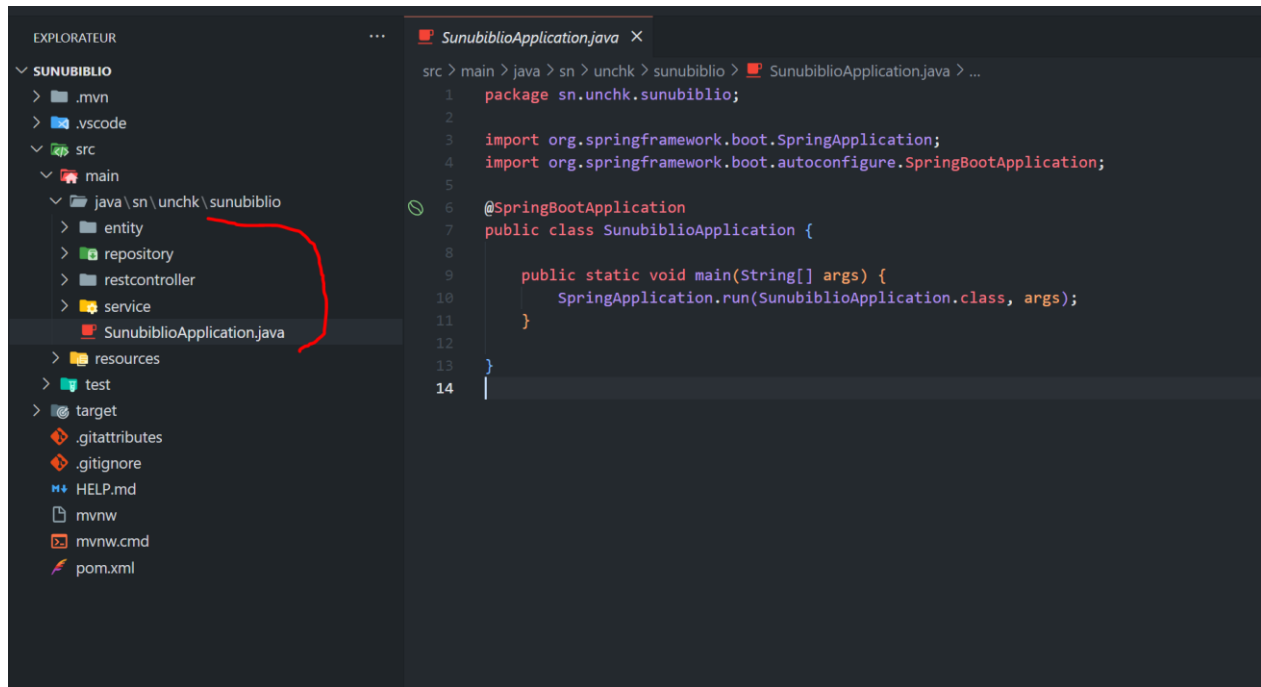 EXPLORATEUR ...
SUNUBIBLIO
.mvn
.vscode
src
main
java\sn\unchk\sunubiblio
entity
repository
restcontroller
service
SunubiblioApplication.java
resources
test
target
.gitattributes
.gitignore
HELP.md
mvnw
mvnw.cmd
pom.xml
SunubiblioApplication.java
src > main > java > sn > unchk > sunubiblio > SunubiblioApplication.java > ...
1 package sn.unchk.sunubiblio;
2
3 import org.springframework.boot.SpringApplication;
4 import org.springframework.boot.autoconfigure.SpringBootApplication;
5
6 @SpringBootApplication
7 public class SunubiblioApplication {
8
9 public static void main(String[] args) {
10 SpringApplication.run(SunubiblioApplication.class, args);
11 }
12
13 }
14